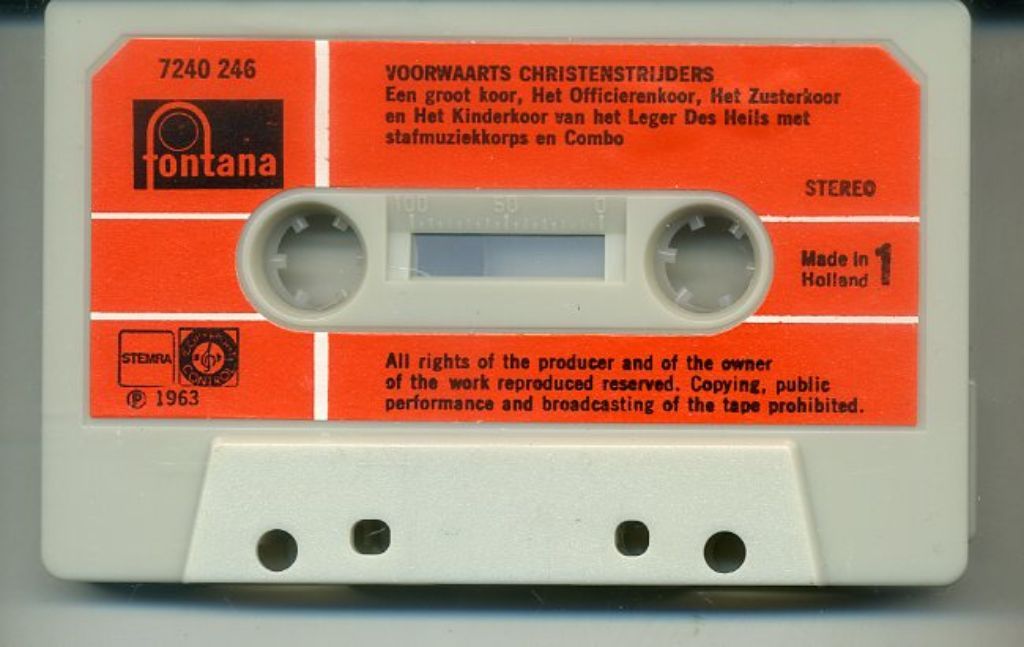 7240 246
fontana
VOORWAARTS CHRISTENSTRIJDERS
Een groot koor, Het Officierenkoor, Het Zusterkoor
en Het Kinderkoor van het Leger Des Heils met
stafmuziekkorps en Combo
STEREO
100 50 0
Made in
Holland 1
STEMRA
COPYRIGHT CONTROL
℗ 1963
All rights of the producer and of the owner
of the work reproduced reserved. Copying, public
performance and broadcasting of the tape prohibited.